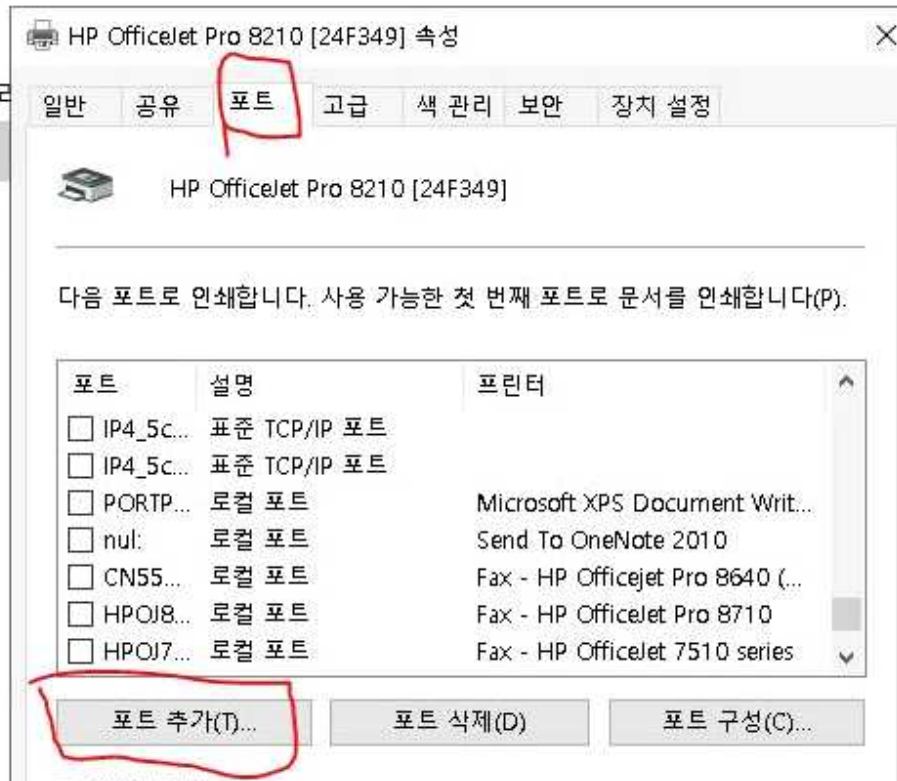 HP OfficeJet Pro 8210 [24F349] 속성
일반 공유 포트 고급 색 관리 보안 장치 설정
HP OfficeJet Pro 8210 [24F349]
다음 포트로 인쇄합니다. 사용 가능한 첫 번째 포트로 문서를 인쇄합니다(P).
포트 설명 프린터
IP4_5c... 표준 TCP/IP 포트
IP4_5c... 표준 TCP/IP 포트
PORTP... 로컬 포트 Microsoft XPS Document Writ...
nul: 로컬 포트 Send To OneNote 2010
CN55... 로컬 포트 Fax - HP Officejet Pro 8640 (...
HPOJ8... 로컬 포트 Fax - HP OfficeJet Pro 8710
HPOJ7... 로컬 포트 Fax - HP OfficeJet 7510 series
포트 추가(T)... 포트 삭제(D) 포트 구성(C)...